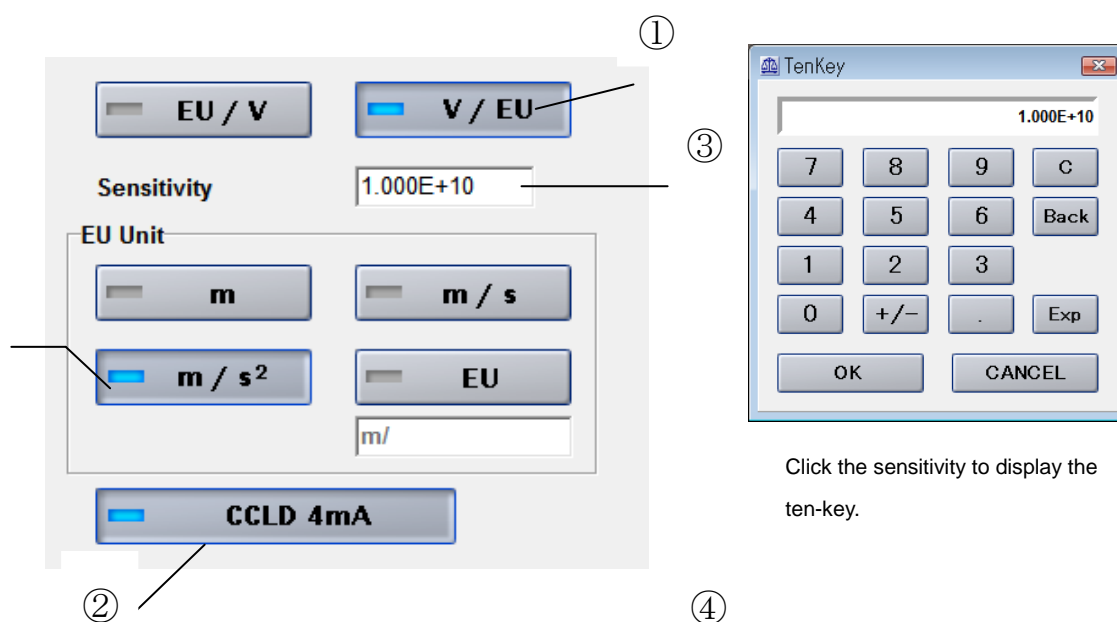 ①
EU / V
V / EU
Sensitivity
1.000E+10
EU Unit
m
m / s
m / s²
EU
m/
CCLD 4mA
②
③
TenKey
1.000E+10
7 8 9 C
4 5 6 Back
1 2 3
0 +/- . Exp
OK CANCEL
Click the sensitivity to display the
ten-key.
④